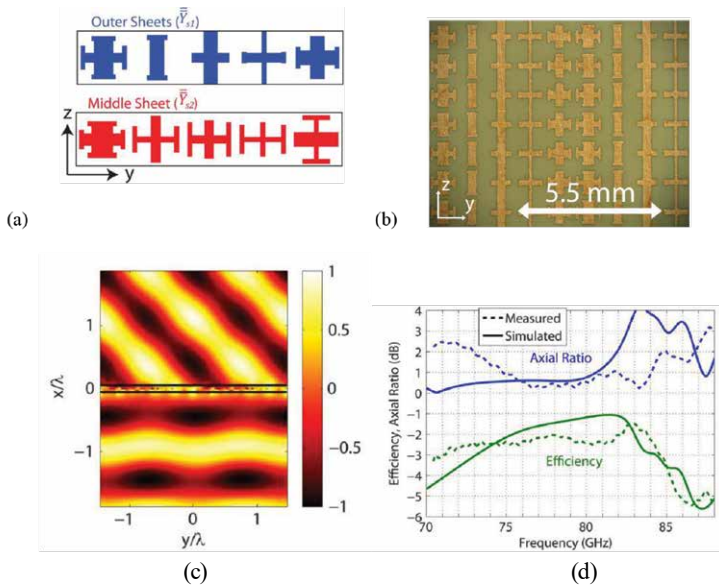 Outer Sheets (Ȳ̄s1)
Middle Sheet (Ȳ̄s2)
z
y
(a)
z
y
5.5 mm
(b)
1
0
−1
x/λ
−1
0
1
y/λ
1
0.5
0
−0.5
−1
(c)
4
3
2
1
0
−1
−2
−3
−4
−5
−6
Efficiency, Axial Ratio (dB)
Measured
Simulated
Axial Ratio
Efficiency
70
75
80
85
Frequency (GHz)
(d)